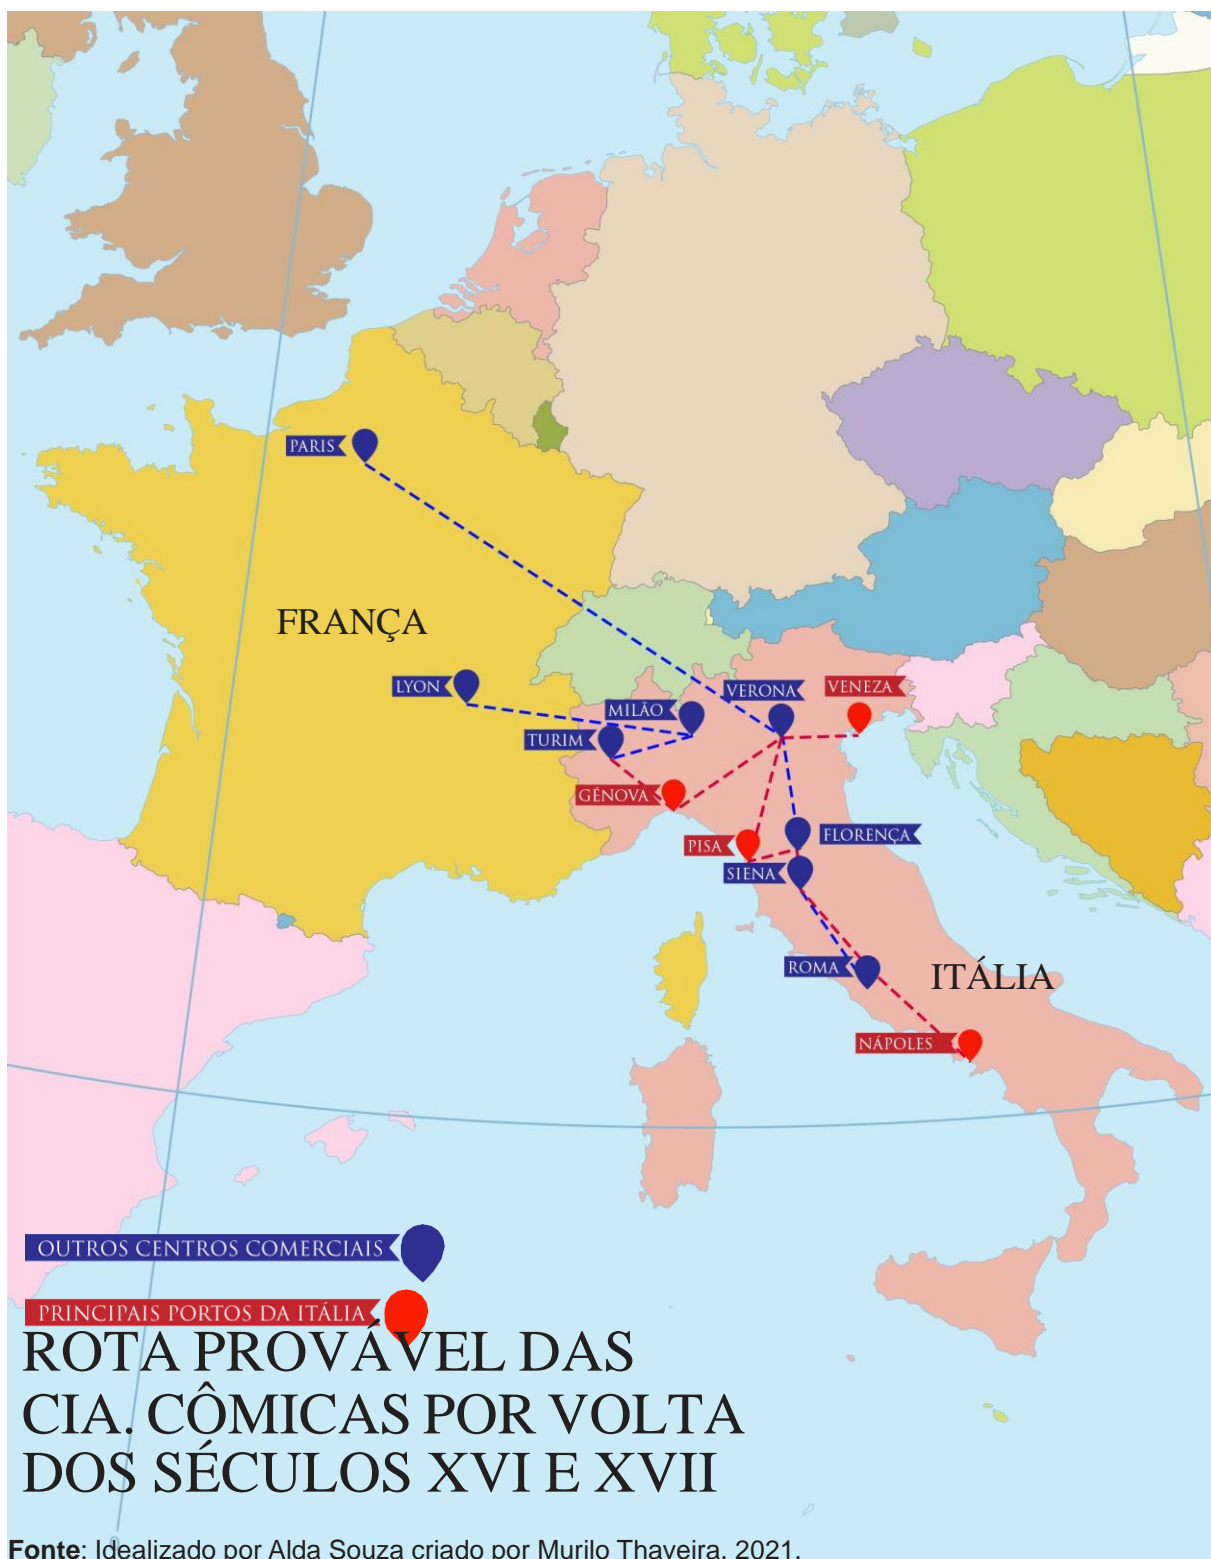 PARIS
FRANÇA
LYON
MILÃO
VERONA
VENEZA
TURIM
GÉNOVA
PISA
FLORENÇA
SIENA
ROMA
ITÁLIA
NÁPOLES
OUTROS CENTROS COMERCIAIS
PRINCIPAIS PORTOS DA ITÁLIA
ROTA PROVÁVEL DAS
CIA. CÔMICAS POR VOLTA
DOS SÉCULOS XVI E XVII
Fonte: Idealizado por Alda Souza criado por Murilo Thaveira, 2021.